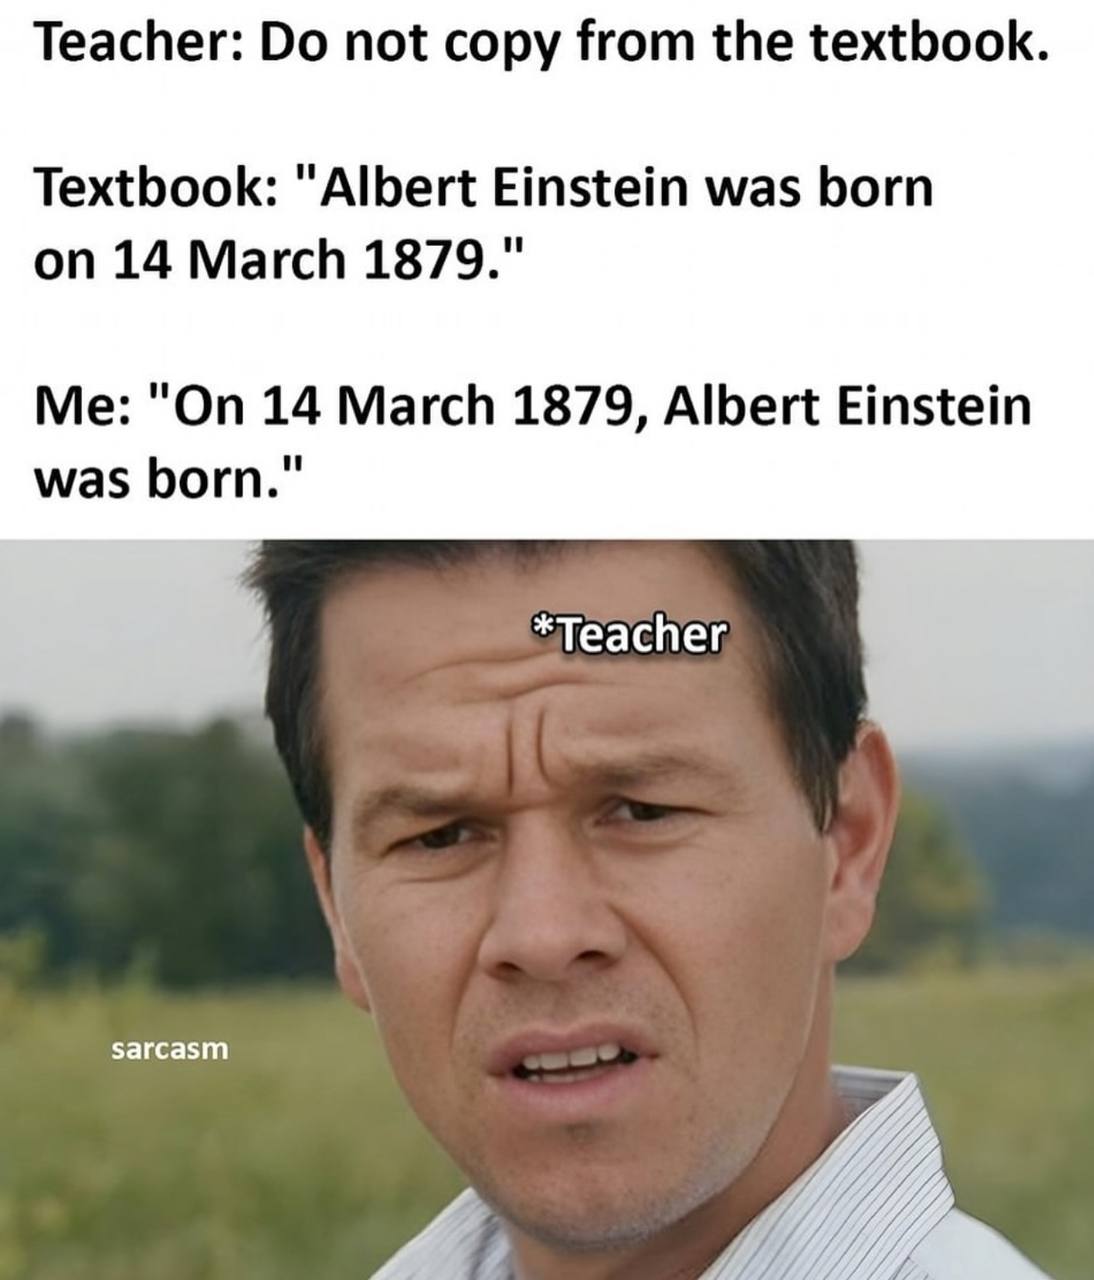 Teacher: Do not copy from the textbook.
Textbook: "Albert Einstein was born
on 14 March 1879."
Me: "On 14 March 1879, Albert Einstein
was born."
*Teacher
sarcasm